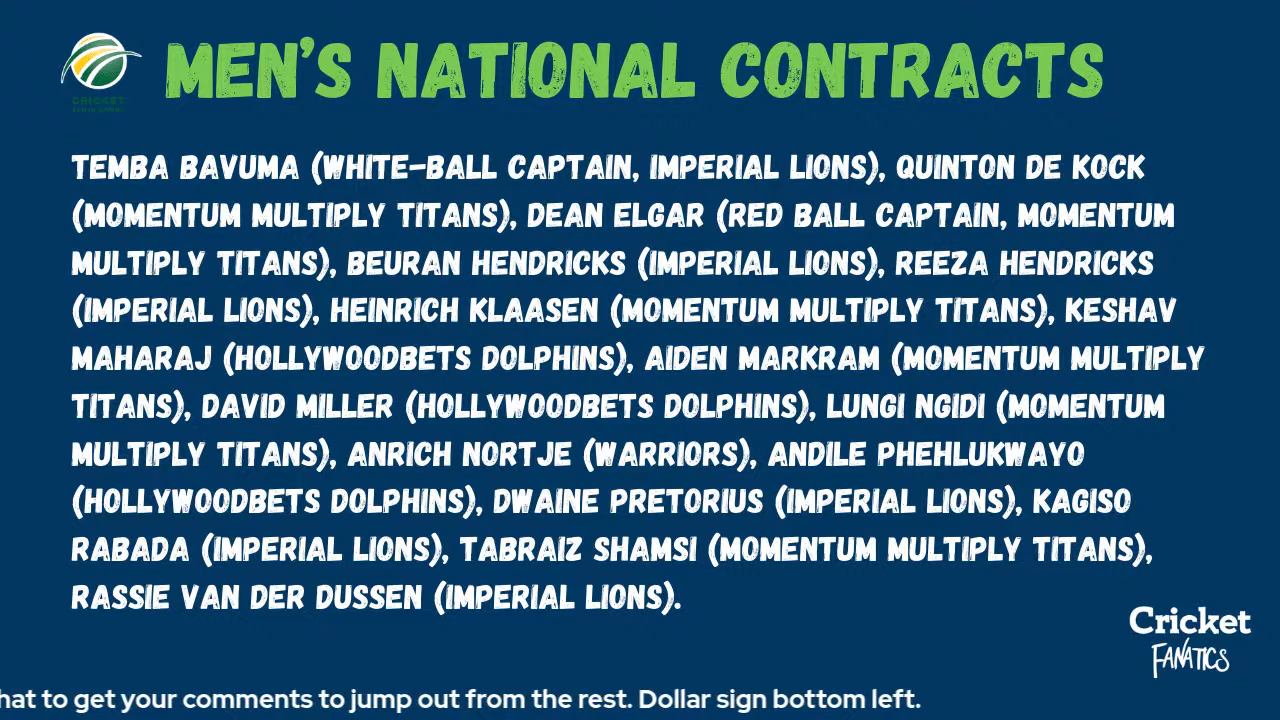 MEN'S NATIONAL CONTRACTS
CRICKET
TEMBA BAVUMA (WHITE-BALL CAPTAIN, IMPERIAL LIONS), QUINTON DE KOCK
(MOMENTUM MULTIPLY TITANS), DEAN ELGAR (RED BALL CAPTAIN, MOMENTUM
MULTIPLY TITANS), BEURAN HENDRICKS (IMPERIAL LIONS), REEZA HENDRICKS
(IMPERIAL LIONS), HEINRICH KLAASEN (MOMENTUM MULTIPLY TITANS), KESHAV
MAHARAJ (HOLLYWOODBETS DOLPHINS), AIDEN MARKRAM (MOMENTUM MULTIPLY
TITANS), DAVID MILLER (HOLLYWOODBETS DOLPHINS), LUNGI NGIDI (MOMENTUM
MULTIPLY TITANS), ANRICH NORTJE (WARRIORS), ANDILE PHEHLUKWAYO
(HOLLYWOODBETS DOLPHINS), DWAINE PRETORIUS (IMPERIAL LIONS), KAGISO
RABADA (IMPERIAL LIONS), TABRAIZ SHAMSI (MOMENTUM MULTIPLY TITANS),
RASSIE VAN DER DUSSEN (IMPERIAL LIONS).
Cricket
FANATICS
hat to get your comments to jump out from the rest. Dollar sign bottom left.